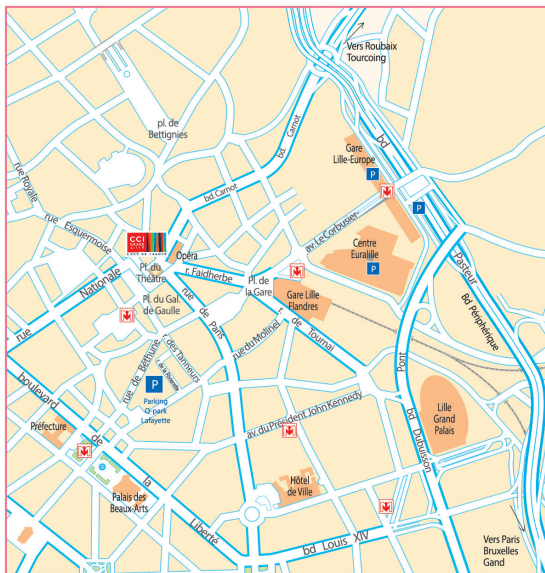 Vers Roubaix
Tourcoing
pl. de
Bettignies
bd Carnot
bd
Gare
Lille-Europe
P
rue Royale
bd Carnot
P
rue Esquermoise
av. Le Corbusier
CCI
GRAND LILLE
Opéra
Centre
Euralille
P
Pl. du
Théâtre
r. Faidherbe
Pl. de
la Gare
Pasteur
rue Nationale
Pl. du Gal.
de Gaulle
Gare Lille
Flandres
Bd Périphérique
rue de Paris
rue du Molinel
r. de Tournai
Pont
rue de Béthune
r. des Tanneurs
P
Parking
Q-park
Lafayette
boulevard de la Liberté
av. du Président John Kennedy
Lille
Grand
Palais
bd Dubuisson
Préfecture
Hôtel
de Ville
Palais des
Beaux-Arts
bd Louis XIV
Vers Paris
Bruxelles
Gand